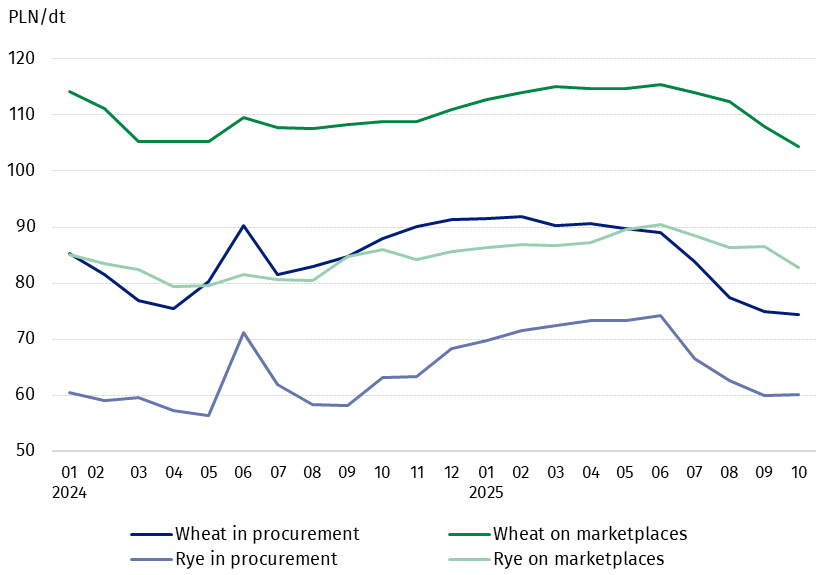 PLN/dt
120
110
100
90
80
70
60
50
01 02 03 04 05 06 07 08 09 10 11 12 01 02 03 04 05 06 07 08 09 10
2024 2025
Wheat in procurement Wheat on marketplaces
Rye in procurement Rye on marketplaces